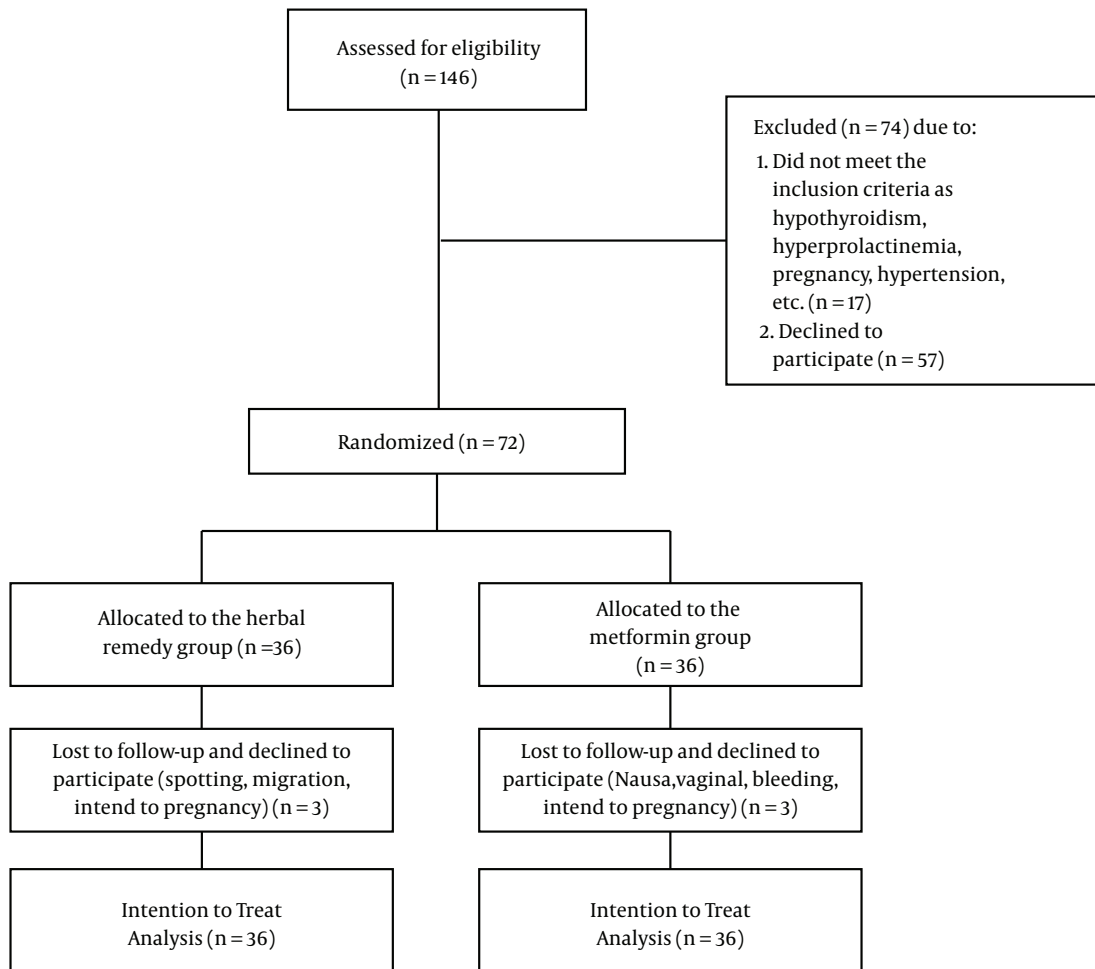 Assessed for eligibility
(n = 146)
Excluded (n = 74) due to:
1. Did not meet the
inclusion criteria as
hypothyroidism,
hyperprolactinemia,
pregnancy, hypertension,
etc. (n = 17)
2. Declined to
participate (n = 57)
Randomized (n = 72)
Allocated to the herbal
remedy group (n =36)
Allocated to the
metformin group
(n = 36)
Lost to follow-up and declined to
participate (spotting, migration,
intend to pregnancy) (n = 3)
Lost to follow-up and declined to
participate (Nausa,vaginal, bleeding,
intend to pregnancy) (n = 3)
Intention to Treat
Analysis (n = 36)
Intention to Treat
Analysis (n = 36)